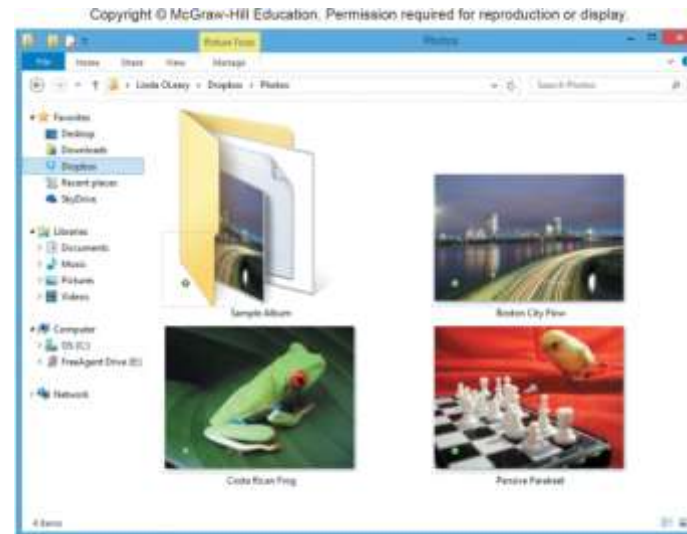 Copyright © McGraw-Hill Education. Permission required for reproduction or display.
Picture Tools
Photos
File Home Share View Manage
Linda OLeary Dropbox Photos
Search Photos
Favorites
Desktop
Downloads
Dropbox
Recent places
SkyDrive
Libraries
Documents
Music
Pictures
Videos
Computer
OS (C:)
FreeAgent Drive (E:)
Network
Sample Album
Boston City Flow
Costa Rican Frog
Pensive Parakeet
4 items